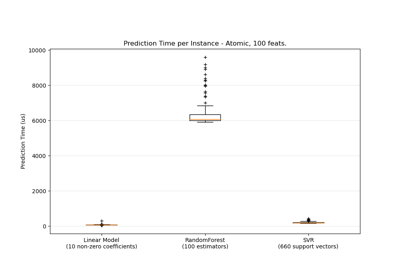 Prediction Time per Instance - Atomic, 100 feats.
10000
8000
6000
4000
2000
0
Prediction Time (us)
Linear Model
(10 non-zero coefficients)
RandomForest
(100 estimators)
SVR
(660 support vectors)